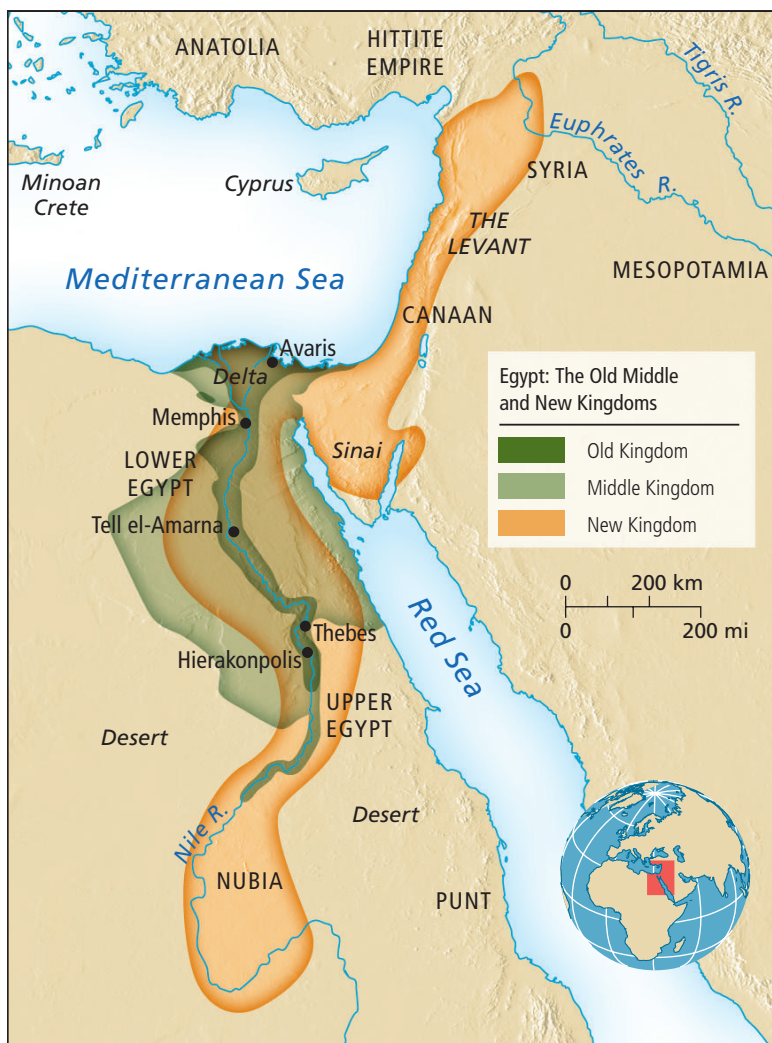 ANATOLIA
HITTITE
EMPIRE
Tigris R.
Euphrates R.
Minoan
Crete
Cyprus
SYRIA
THE
LEVANT
Mediterranean Sea
MESOPOTAMIA
CANAAN
Avaris
Delta
Memphis
Sinai
LOWER
EGYPT
Tell el-Amarna
Egypt: The Old Middle
and New Kingdoms
Old Kingdom
Middle Kingdom
New Kingdom
0 200 km
0 200 mi
Thebes
Hierakonpolis
Red Sea
UPPER
EGYPT
Desert
Desert
Nile R.
NUBIA
PUNT